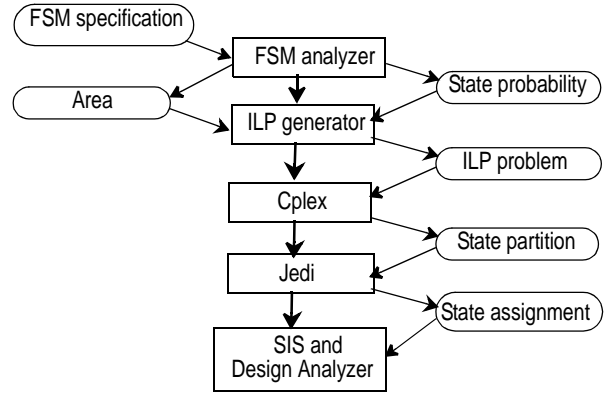 FSM specification
FSM analyzer
Area
State probability
ILP generator
ILP problem
Cplex
State partition
Jedi
State assignment
SIS and
Design Analyzer